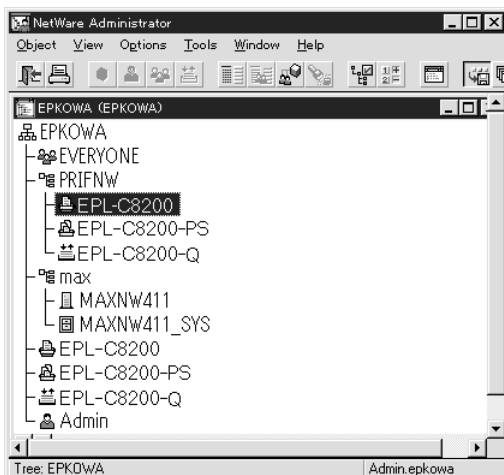 NetWare Administrator
Object View Options Tools Window Help
EPKOWA (EPKOWA)
EPKOWA
EVERYONE
PRIFNW
EPL-C8200
EPL-C8200-PS
EPL-C8200-Q
max
MAXNW411
MAXNW411_SYS
EPL-C8200
EPL-C8200-PS
EPL-C8200-Q
Admin
Tree: EPKOWA Admin.epkowa